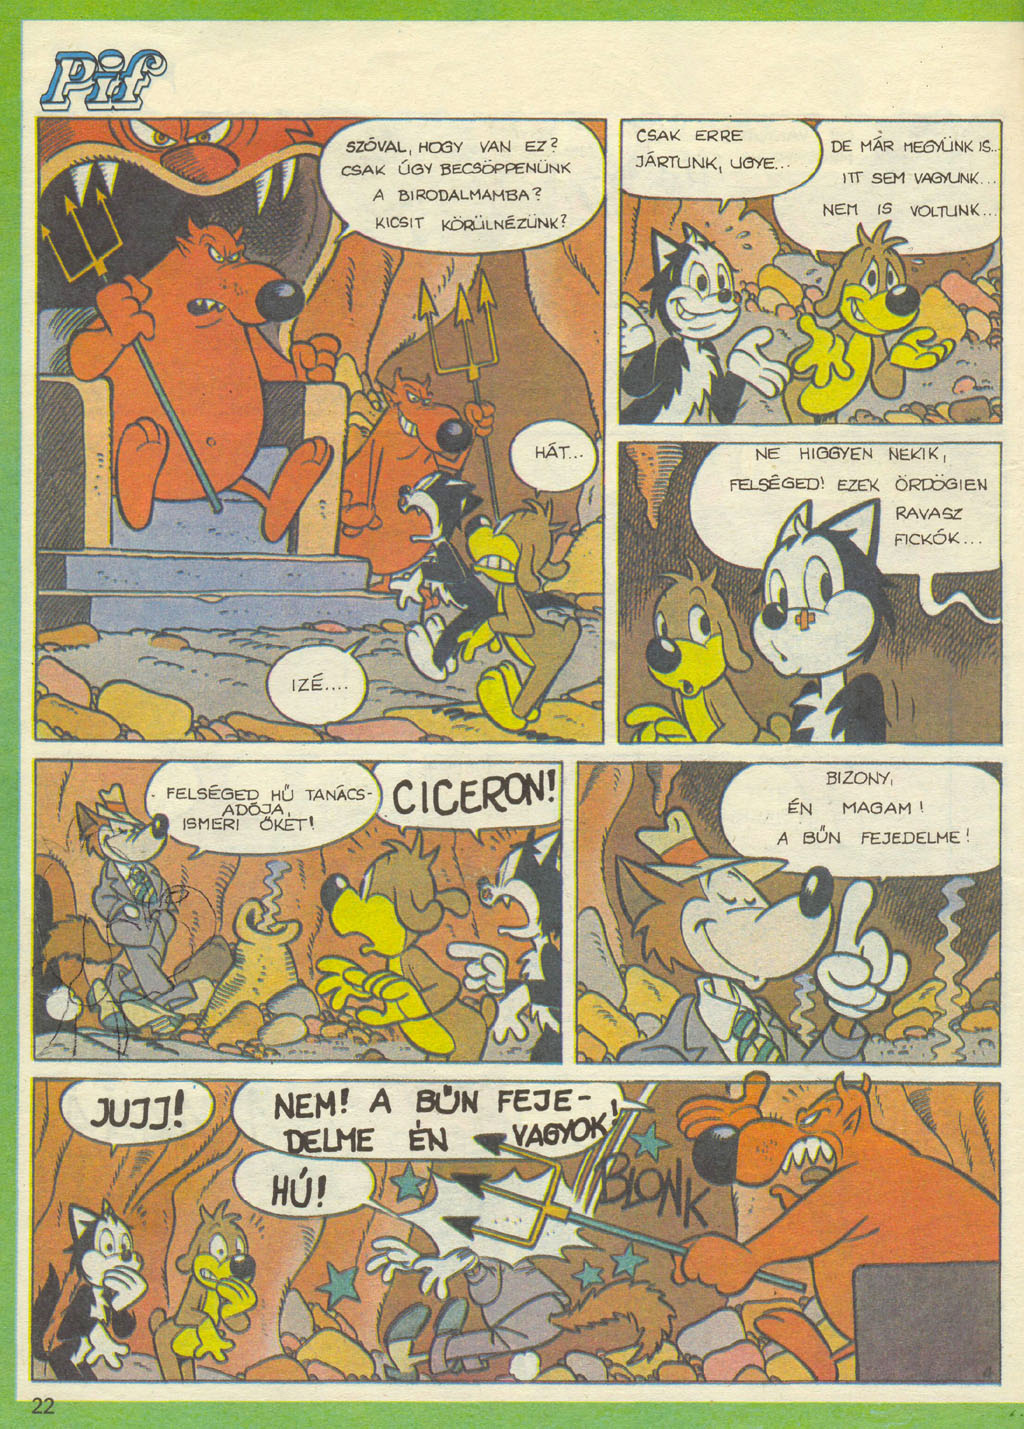 Pif
SZÓVAL, HOGY VAN EZ?
CSAK ÚGY BECSÖPPENÜNK
A BIRODALMAMBA?
KICSIT KÖRÜLNÉZÜNK?
HÁT...
IZÉ....
CSAK ERRE
JÁRTUNK, UGYE...
DE MÁR MEGYÜNK IS...
ITT SEM VAGYUNK...
NEM IS VOLTUNK...
NE HIGGYEN NEKIK,
FELSÉGED! EZEK ÖRDÖGIEN
RAVASZ
FICKÓK...
FELSÉGED HŰ TANÁCS-
ADÓJA,
ISMERI ŐKET!
CICERON!
BIZONY,
ÉN MAGAM!
A BŰN FEJEDELME!
JUJJ!
NEM! A BŰN FEJE-
DELME ÉN VAGYOK!
HÚ!
BLONK
22